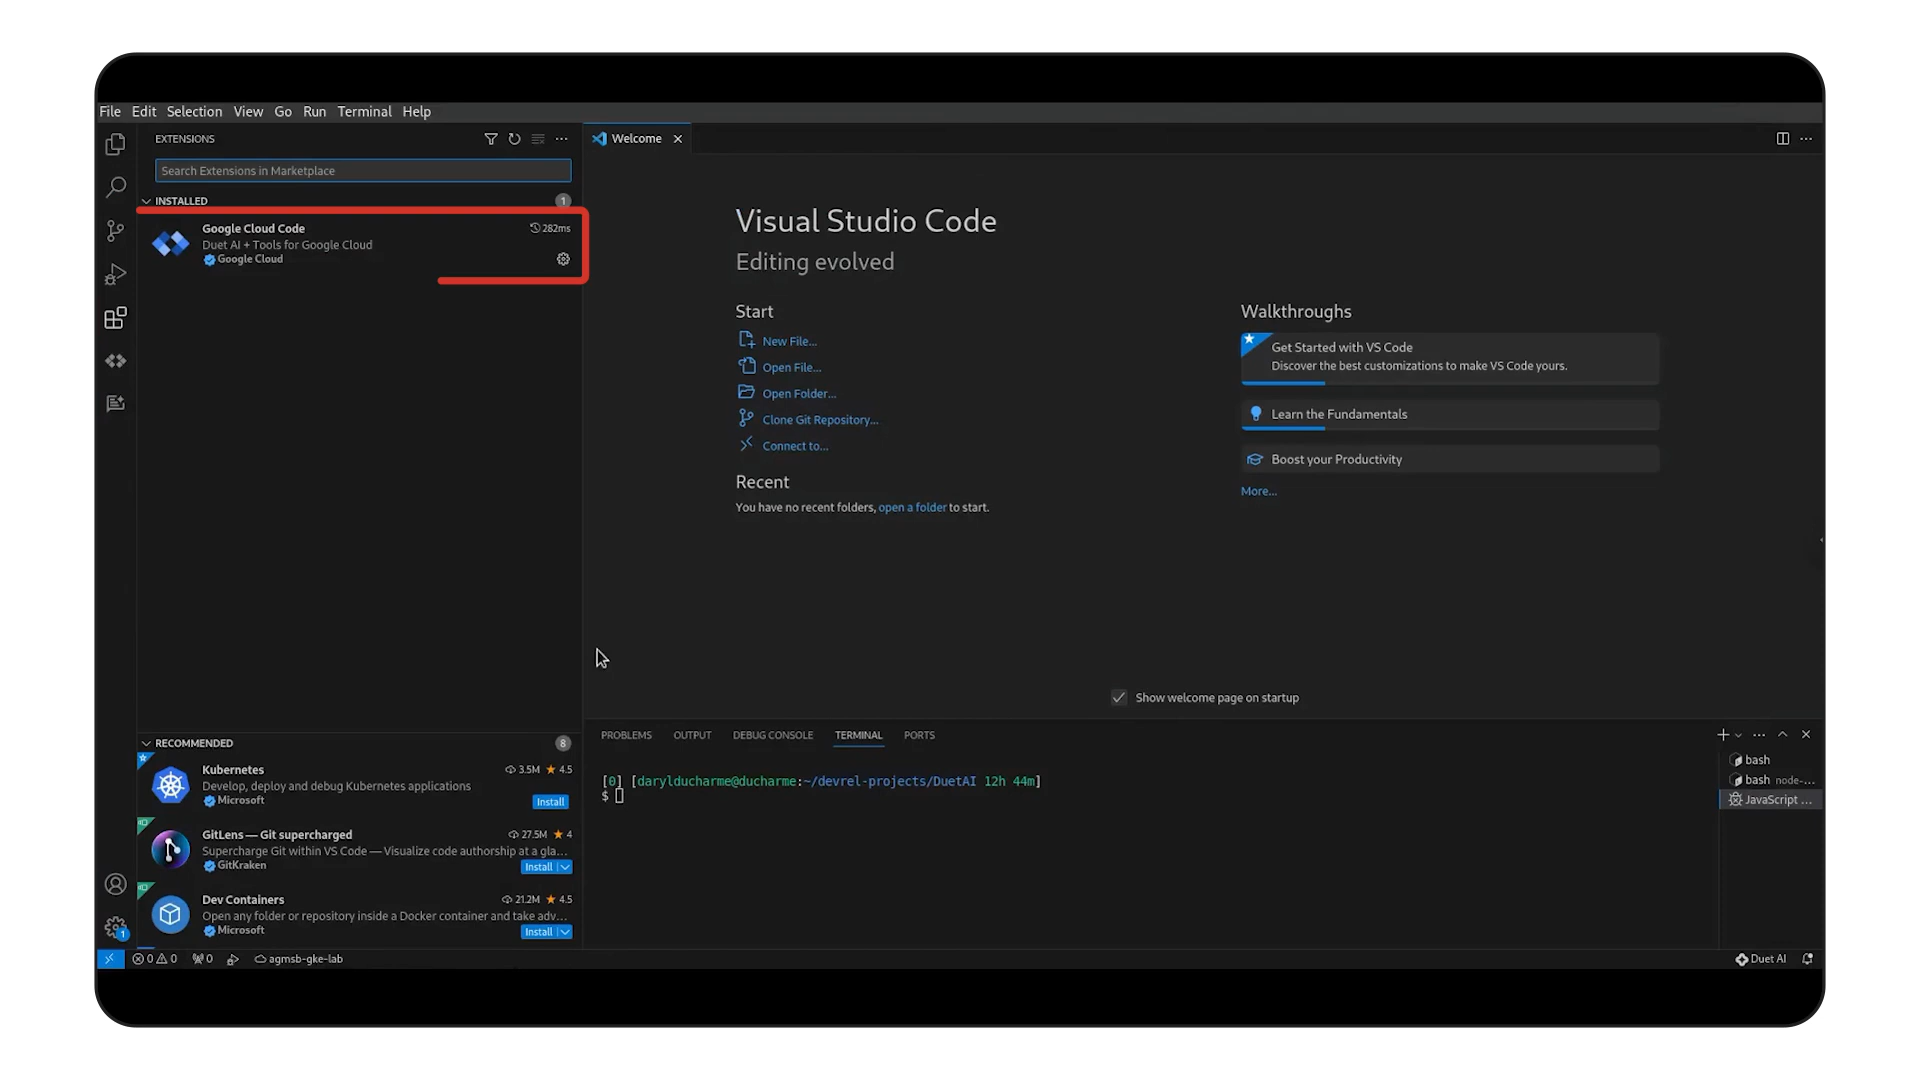 File Edit Selection View Go Run Terminal Help
EXTENSIONS
Search Extensions in Marketplace
INSTALLED 1
Google Cloud Code 282ms
Duet AI + Tools for Google Cloud
Google Cloud
RECOMMENDED 8
Kubernetes 3.5M 4.5
Develop, deploy and debug Kubernetes applications
Microsoft Install
GitLens — Git supercharged 27.5M 4
Supercharge Git within VS Code — Visualize code authorship at a gla...
GitKraken Install
Dev Containers 21.2M 4.5
Open any folder or repository inside a Docker container and take adv...
Microsoft Install
1
Welcome
Visual Studio Code
Editing evolved
Start
New File...
Open File...
Open Folder...
Clone Git Repository...
Connect to...
Recent
You have no recent folders, open a folder to start.
Walkthroughs
Get Started with VS Code
Discover the best customizations to make VS Code yours.
Learn the Fundamentals
Boost your Productivity
More...
Show welcome page on startup
PROBLEMS OUTPUT DEBUG CONSOLE TERMINAL PORTS
[0] [darylducharme@ducharme:~/devrel-projects/DuetAI 12h 44m]
$
bash
bash node-...
JavaScript ...
0 0 0 agmsb-gke-lab Duet AI